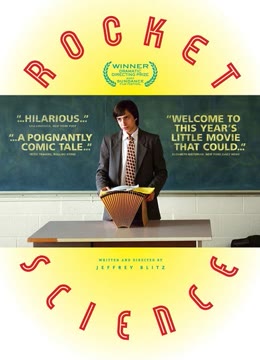 ROCKET
WINNER
DRAMATIC
DIRECTING PRIZE
SUNDANCE
"...HILARIOUS..."
"...A POIGNANTLY
COMIC TALE..."
"WELCOME TO
THIS YEAR'S
LITTLE MOVIE
THAT COULD.."
WRITTEN AND DIRECTED BY
JEFFREY BLITZ
SCIENCE